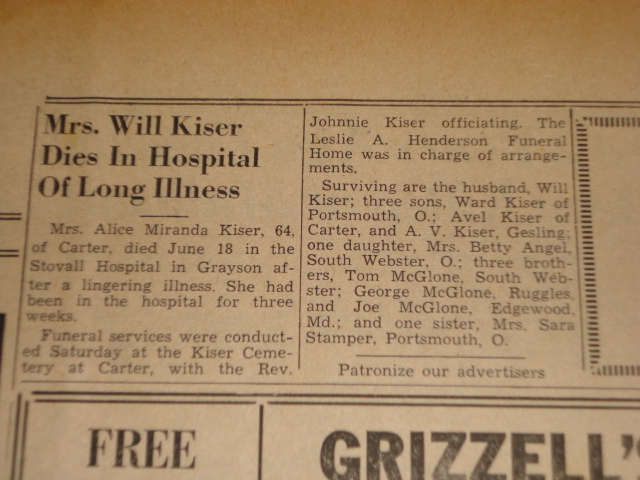 Mrs. Will Kiser
Dies In Hospital
Of Long Illness
Mrs. Alice Miranda Kiser, 64,
of Carter, died June 18 in the
Stovall Hospital in Grayson af-
ter a lingering illness. She had
been in the hospital for three
weeks.
Funeral services were conduct-
ed Saturday at the Kiser Ceme-
tery at Carter, with the Rev.
Johnnie Kiser officiating. The
Leslie A. Henderson Funeral
Home was in charge of arrange-
ments.
Surviving are the husband, Will
Kiser; three sons, Ward Kiser of
Portsmouth, O.; Avel Kiser of
Carter, and A. V. Kiser, Gesling;
one daughter, Mrs. Betty Angel,
South Webster, O.; three broth-
ers, Tom McGlone, South Web-
ster; George McGlone, Ruggles,
and Joe McGlone, Edgewood,
Md.; and one sister, Mrs. Sara
Stamper, Portsmouth, O.
Patronize our advertisers
FREE
GRIZZELL'S